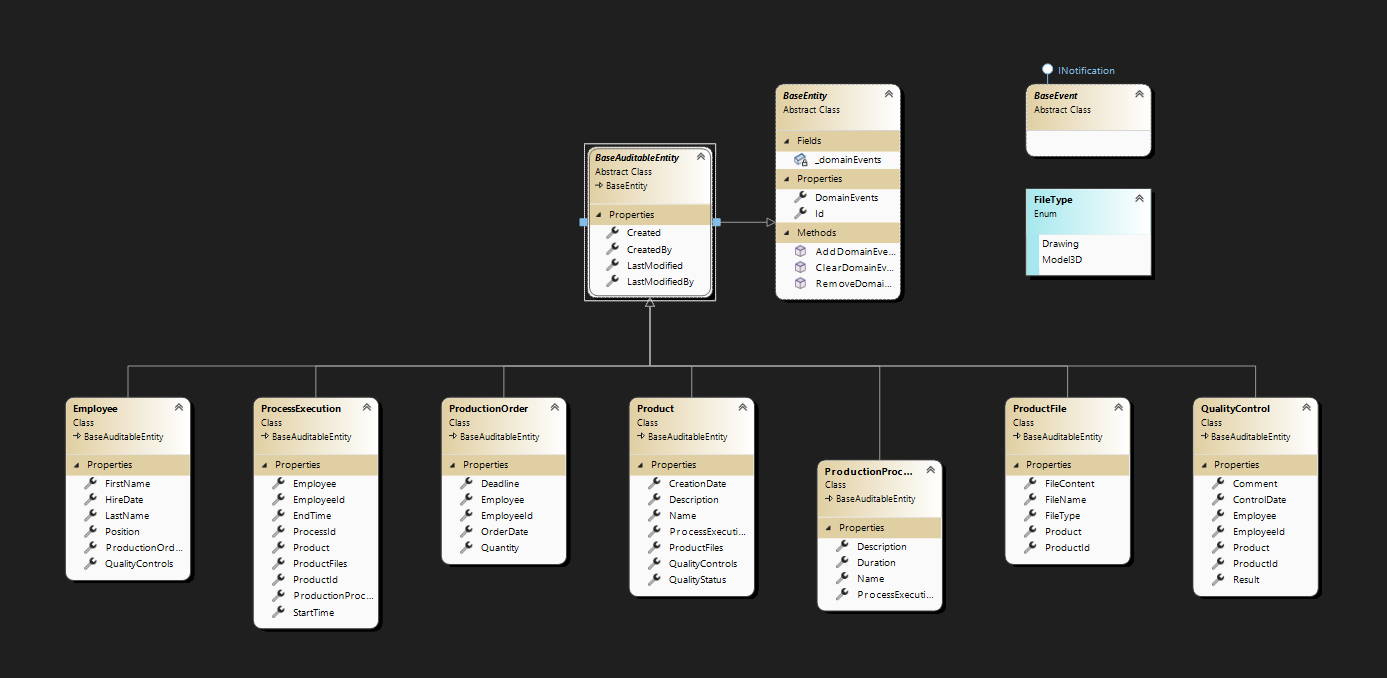 INotification
BaseEvent
Abstract Class
BaseEntity
Abstract Class
Fields
_domainEvents
Properties
DomainEvents
Id
Methods
AddDomainEve...
ClearDomainEv...
RemoveDomai...
BaseAuditableEntity
Abstract Class
BaseEntity
Properties
Created
CreatedBy
LastModified
LastModifiedBy
FileType
Enum
Drawing
Model3D
Employee
Class
BaseAuditableEntity
Properties
FirstName
HireDate
LastName
Position
ProductionOrd...
QualityControls
ProcessExecution
Class
BaseAuditableEntity
Properties
Employee
EmployeeId
EndTime
ProcessId
Product
ProductFiles
ProductId
ProductionProc...
StartTime
ProductionOrder
Class
BaseAuditableEntity
Properties
Deadline
Employee
EmployeeId
OrderDate
Quantity
Product
Class
BaseAuditableEntity
Properties
CreationDate
Description
Name
ProcessExecuti...
ProductFiles
QualityControls
QualityStatus
ProductionProc...
Class
BaseAuditableEntity
Properties
Description
Duration
Name
ProcessExecuti...
ProductFile
Class
BaseAuditableEntity
Properties
FileContent
FileName
FileType
Product
ProductId
QualityControl
Class
BaseAuditableEntity
Properties
Comment
ControlDate
Employee
EmployeeId
Product
ProductId
Result